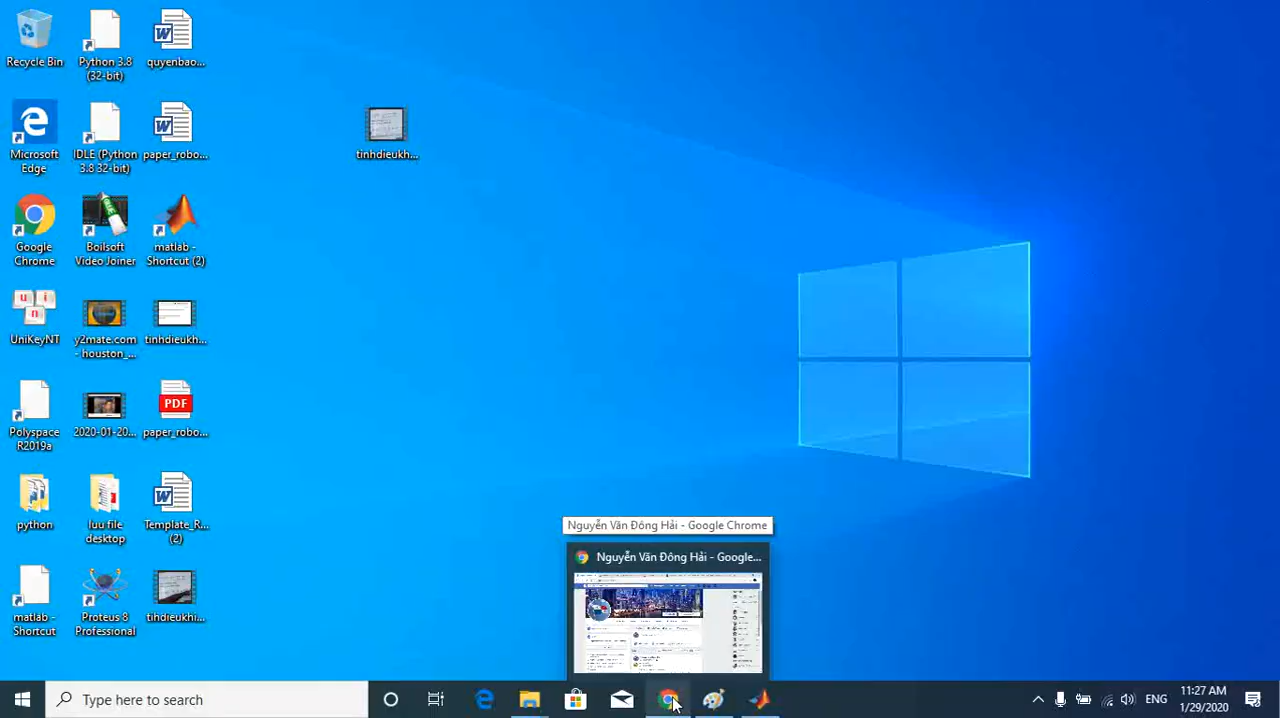 Recycle Bin
Python 3.8
(32-bit)
quyenbao...
Microsoft
Edge
IDLE (Python
3.8 32-bit)
paper_robo...
tinhdieukh...
Google
Chrome
Boilsoft
Video Joiner
matlab -
Shortcut (2)
UniKeyNT
y2mate.com
- houston_...
tinhdieukh...
Polyspace
R2019a
2020-01-20...
PDF
paper_robo...
python
luu file
desktop
Template_R...
(2)
matlab -
Shortcut
Proteus 8
Professional
tihdieukhi...
Nguyễn Văn Đông Hải - Google Chrome
Nguyễn Văn Đông Hải - Google...
Type here to search
ENG
11:27 AM
1/29/2020